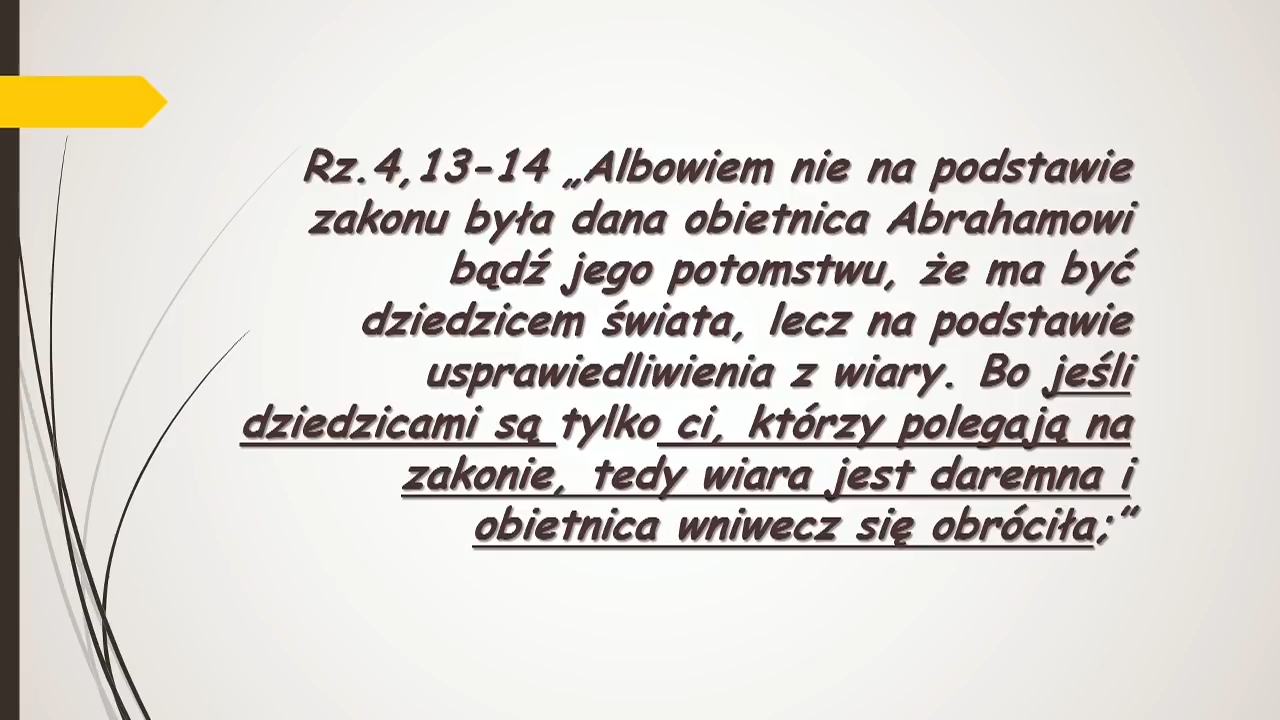 Rz.4,13-14 „Albowiem nie na podstawie
zakonu była dana obietnica Abrahamowi
bądź jego potomstwu, że ma być
dziedzicem świata, lecz na podstawie
usprawiedliwienia z wiary. Bo jeśli
dziedzicami są tylko ci, którzy polegają na
zakonie, tedy wiara jest daremna i
obietnica wniwecz się obróciła;”